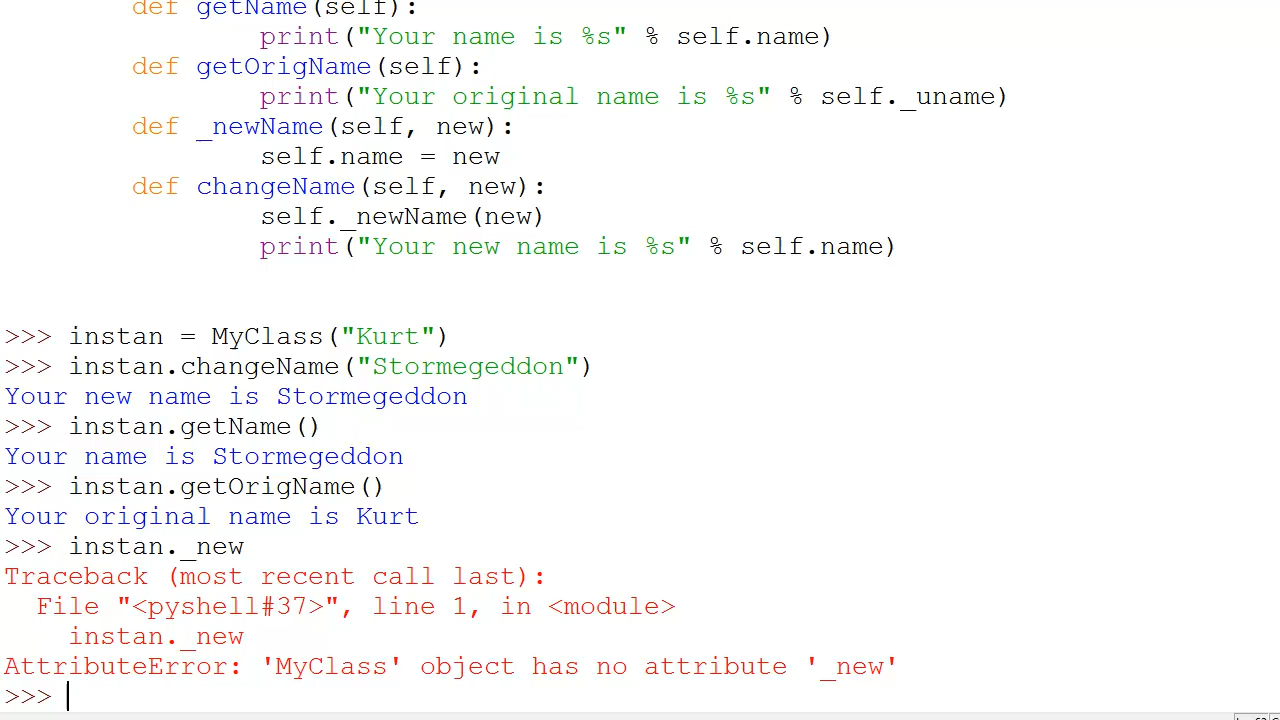 def getName(self):
print("Your name is %s" % self.name)
def getOrigName(self):
print("Your original name is %s" % self._uname)
def _newName(self, new):
self.name = new
def changeName(self, new):
self._newName(new)
print("Your new name is %s" % self.name)
>>> instan = MyClass("Kurt")
>>> instan.changeName("Stormegeddon")
Your new name is Stormegeddon
>>> instan.getName()
Your name is Stormegeddon
>>> instan.getOrigName()
Your original name is Kurt
>>> instan._new
Traceback (most recent call last):
File "<pyshell#37>", line 1, in <module>
instan._new
AttributeError: 'MyClass' object has no attribute '_new'
>>>